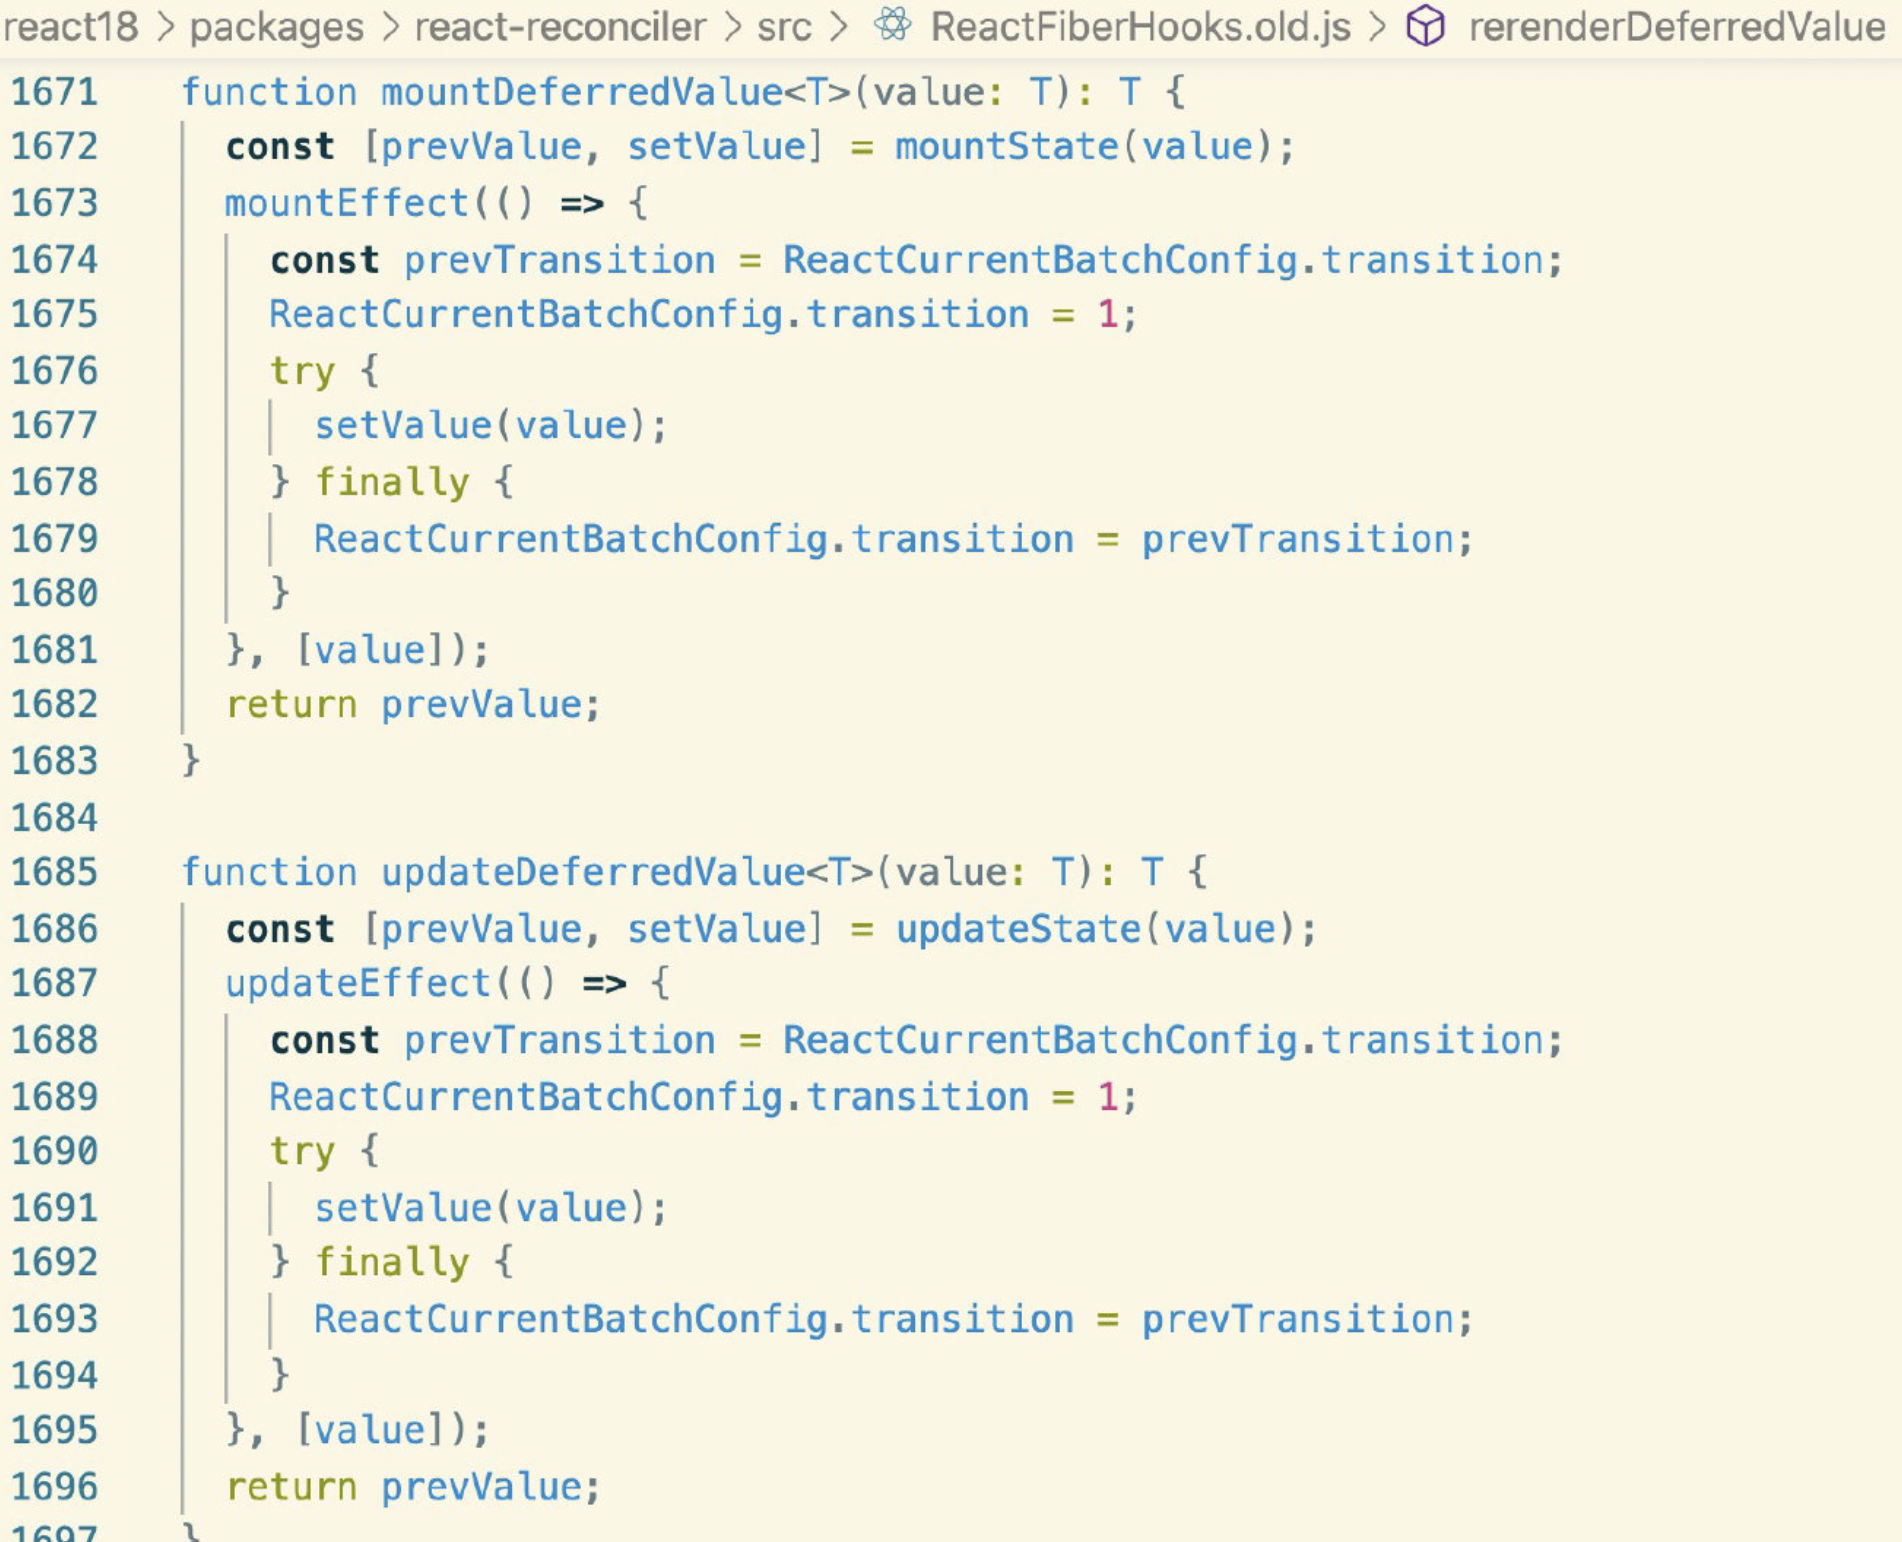 react18 > packages > react-reconciler > src > ReactFiberHooks.old.js > rerenderDeferredValue
1671 function mountDeferredValue<T>(value: T): T {
1672 const [prevValue, setValue] = mountState(value);
1673 mountEffect(() => {
1674 const prevTransition = ReactCurrentBatchConfig.transition;
1675 ReactCurrentBatchConfig.transition = 1;
1676 try {
1677 setValue(value);
1678 } finally {
1679 ReactCurrentBatchConfig.transition = prevTransition;
1680 }
1681 }, [value]);
1682 return prevValue;
1683 }
1684
1685 function updateDeferredValue<T>(value: T): T {
1686 const [prevValue, setValue] = updateState(value);
1687 updateEffect(() => {
1688 const prevTransition = ReactCurrentBatchConfig.transition;
1689 ReactCurrentBatchConfig.transition = 1;
1690 try {
1691 setValue(value);
1692 } finally {
1693 ReactCurrentBatchConfig.transition = prevTransition;
1694 }
1695 }, [value]);
1696 return prevValue;
1697 }